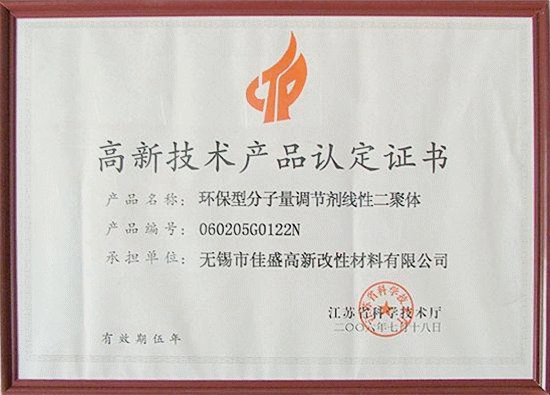 CTP
高新技术产品认定证书
产品名称：环保型分子量调节剂线性二聚体
产品编号：060205G0122N
承担单位：无锡市佳盛高新改性材料有限公司
江苏省科学技术厅
二〇〇六年七月十八日
有效期伍年